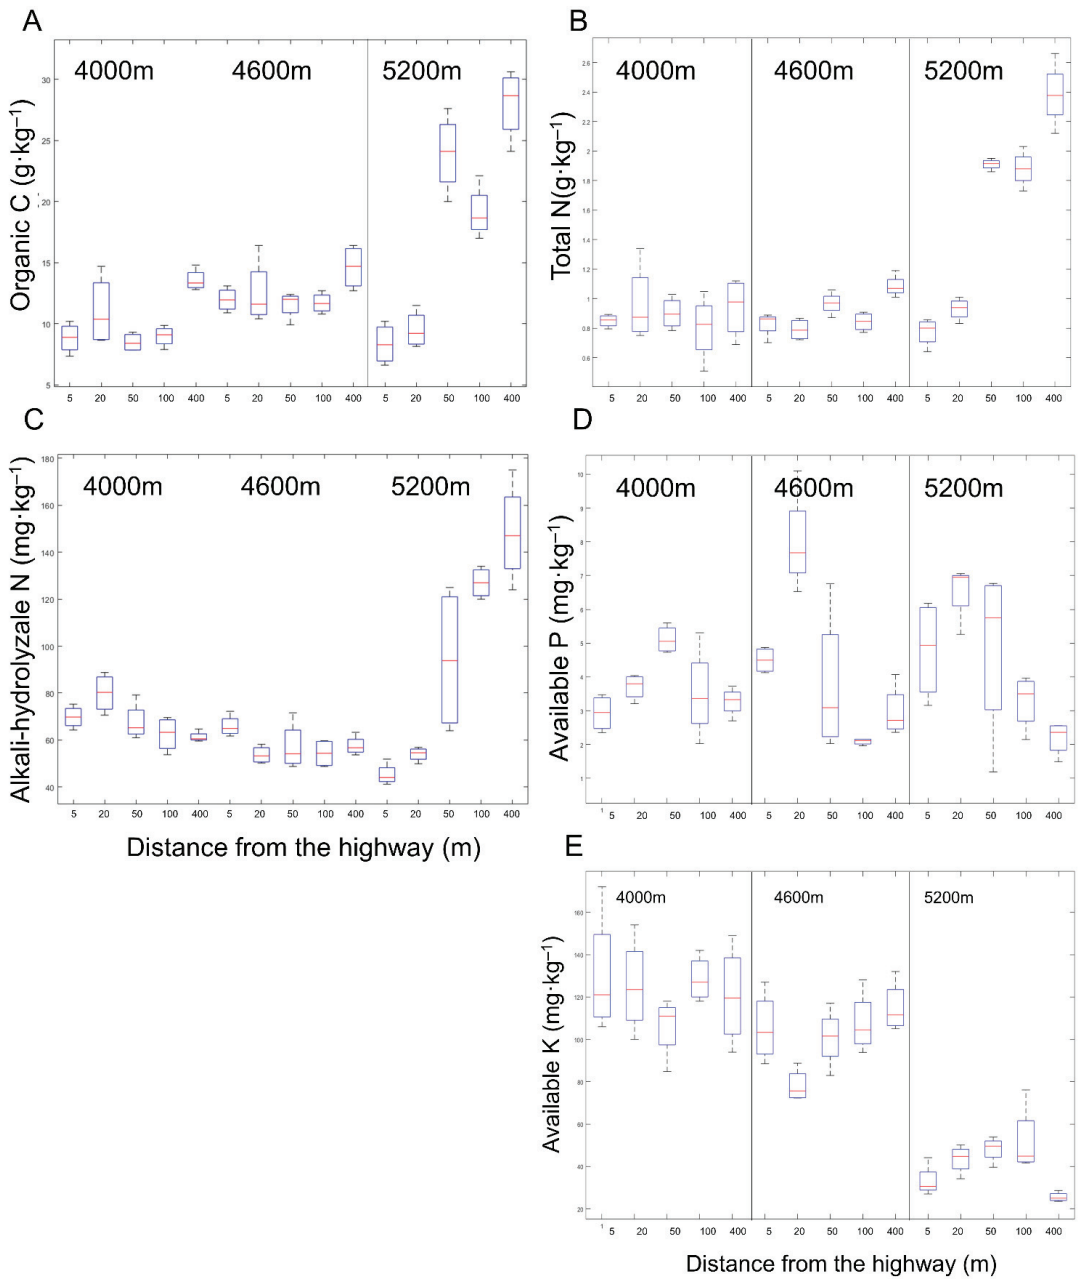 A
Organic C (g·kg⁻¹)
4000m 4600m 5200m
30
25
20
15
10
5
5 20 50 100 400 5 20 50 100 400 5 20 50 100 400
B
Total N(g·kg⁻¹)
4000m 4600m 5200m
2.6
2.4
2.2
2
1.8
1.6
1.4
1.2
1
0.8
0.6
5 20 50 100 400 5 20 50 100 400 5 20 50 100 400
C
Alkali-hydrolyzale N (mg·kg⁻¹)
4000m 4600m 5200m
180
160
140
120
100
80
60
40
5 20 50 100 400 5 20 50 100 400 5 20 50 100 400
Distance from the highway (m)
D
Available P (mg·kg⁻¹)
4000m 4600m 5200m
10
9
8
7
6
5
4
3
2
1
1 5 20 50 100 400 5 20 50 100 400 5 20 50 100 400
E
Available K (mg·kg⁻¹)
4000m 4600m 5200m
160
140
120
100
80
60
40
20
1 5 20 50 100 400 5 20 50 100 400 5 20 50 100 400
Distance from the highway (m)